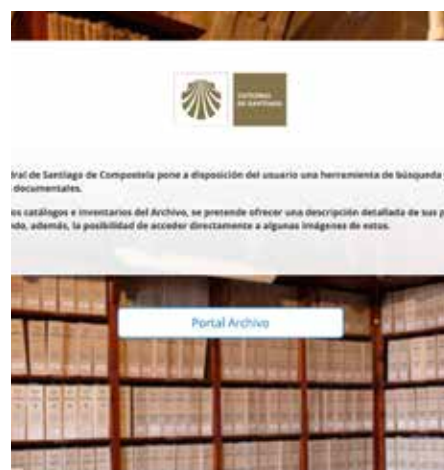 CATEDRAL
DE SANTIAGO
dral de Santiago de Compostela pone a disposición del usuario una herramienta de búsqueda
documentales.
os catálogos e inventarios del Archivo, se pretende ofrecer una descripción detallada de sus p
ndo, además, la posibilidad de acceder directamente a algunas imágenes de estos.
Portal Archivo